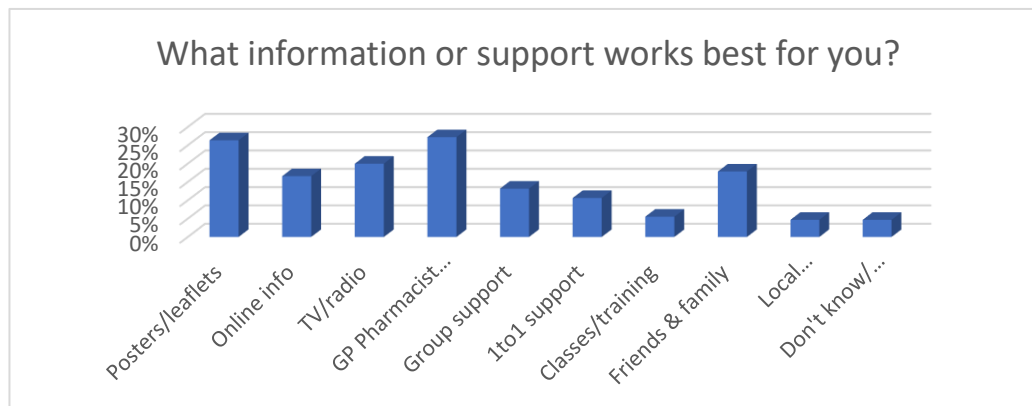 What information or support works best for you?
30%
25%
20%
15%
10%
5%
0%
Posters/leaflets
Online info
TV/radio
GP Pharmacist...
Group support
1to1 support
Classes/training
Friends & family
Local...
Don't know/...